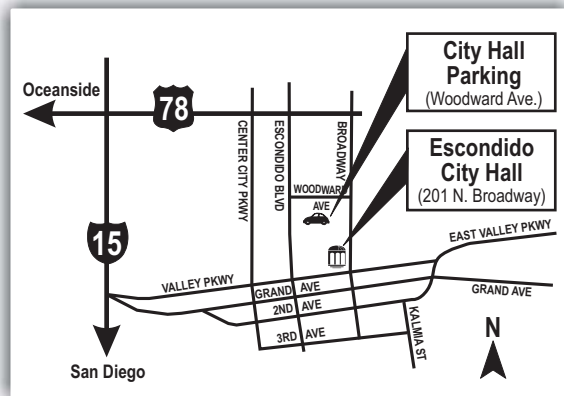 City Hall
Parking
(Woodward Ave.)
Oceanside
78
CENTER CITY PKWY
ESCONDIDO BLVD
BROADWAY
Escondido
City Hall
(201 N. Broadway)
WOODWARD
AVE
15
EAST VALLEY PKWY
VALLEY PKWY
GRAND AVE
GRAND AVE
2ND AVE
3RD AVE
KALMIA ST
N
San Diego